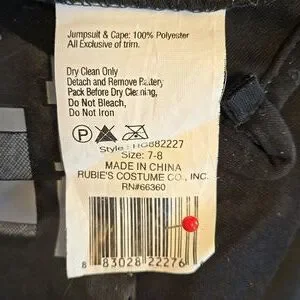 Jumpsuit & Cape: 100% Polyester
All Exclusive of trim.
Dry Clean Only
Detach and Remove Battery
Pack Before Dry Cleaning,
Do Not Bleach,
Do Not Iron
P
Style: HG882227
Size: 7-8
MADE IN CHINA
RUBIE'S COSTUME CO., INC.
RN#66360
8 83028 22276